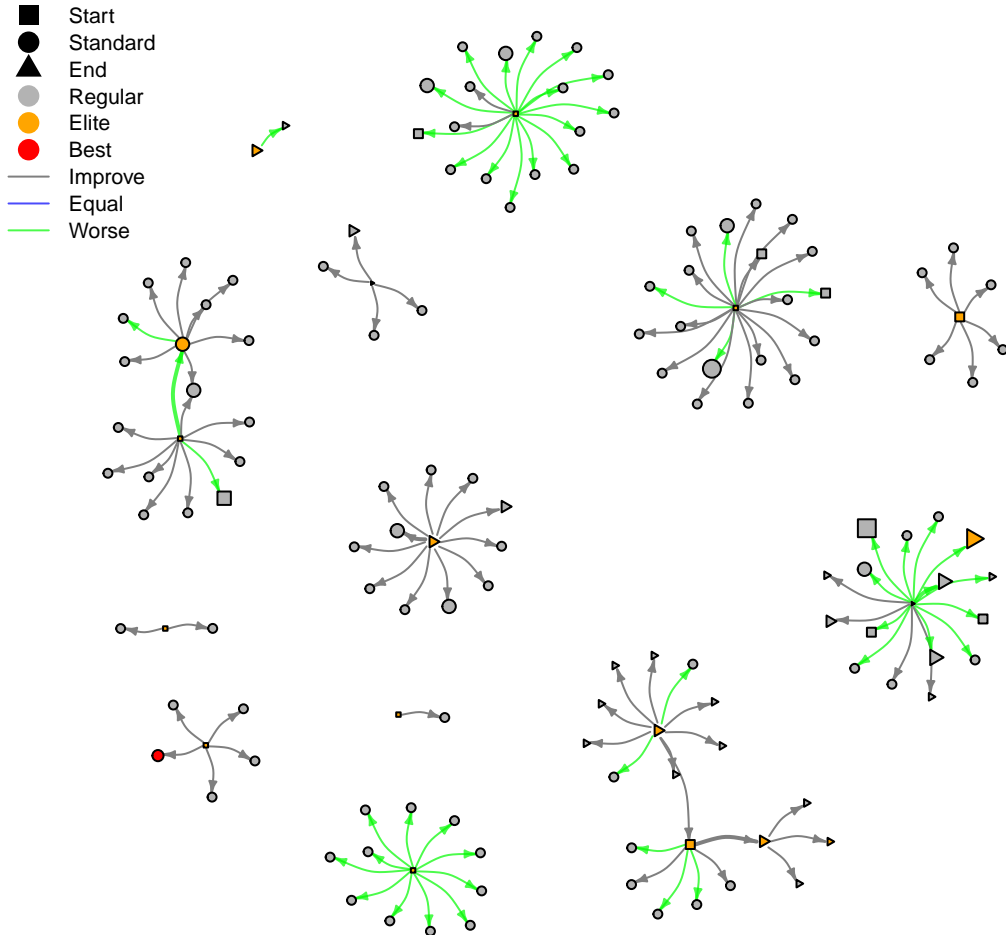 Start
Standard
End
Regular
Elite
Best
Improve
Equal
Worse